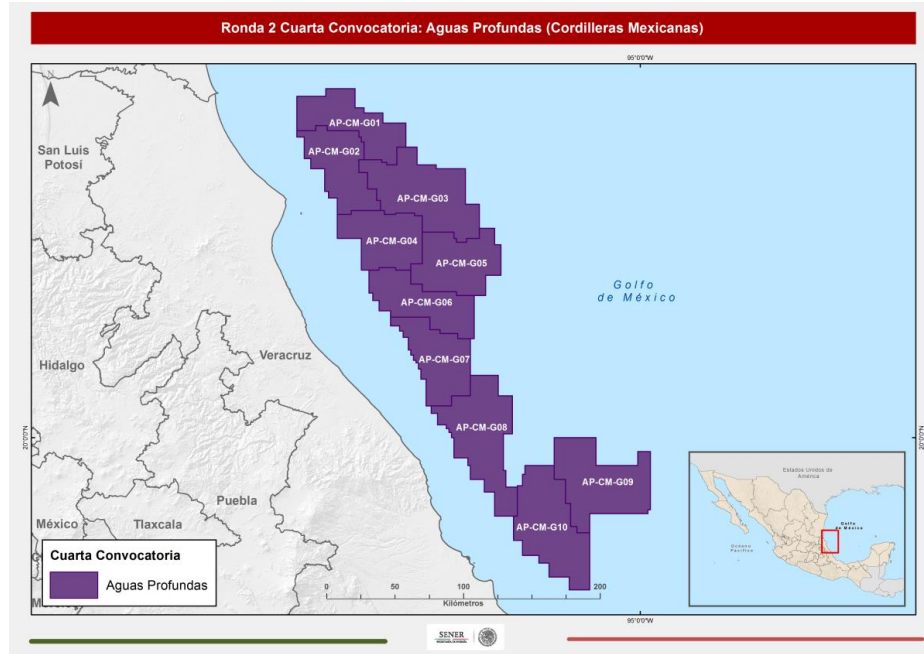 Ronda 2 Cuarta Convocatoria: Aguas Profundas (Cordilleras Mexicanas)
95°0'0"W
N
AP-CM-G01
AP-CM-G02
San Luis
Potosí
AP-CM-G03
AP-CM-G04
AP-CM-G05
Golfo
de México
AP-CM-G06
Veracruz
AP-CM-G07
Hidalgo
AP-CM-G08
20°0'0"N
20°0'0"N
AP-CM-G09
Puebla
México
Tlaxcala
AP-CM-G10
Estados Unidos de
América
Golfo
de México
Océano
Pacífico
Cuarta Convocatoria
Aguas Profundas
0 50 100 200
Kilómetros
95°0'0"W
SENER